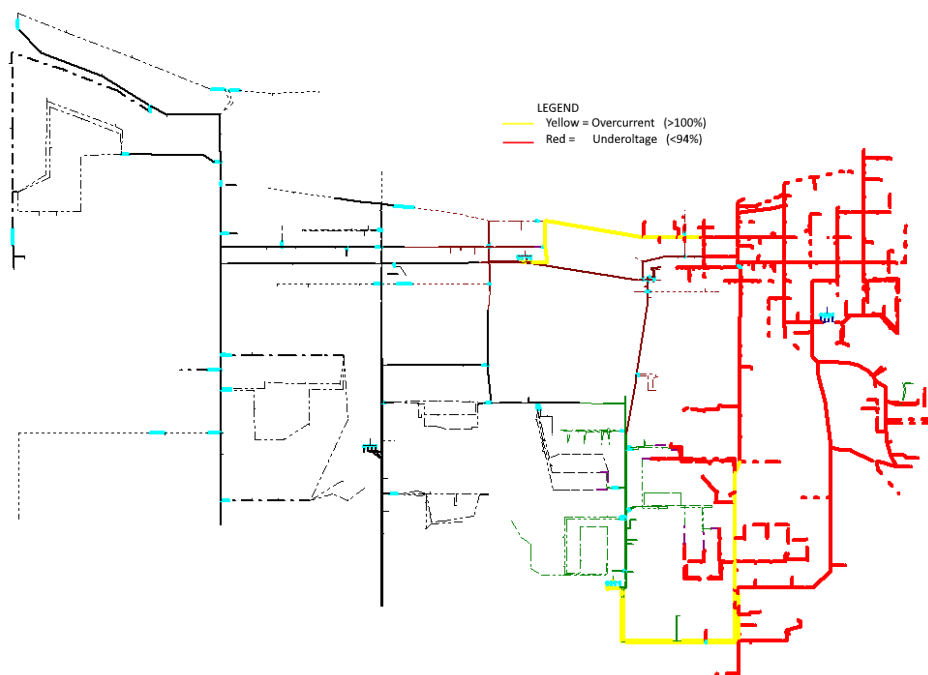 LEGEND
Yellow = Overcurrent (>100%)
Red = Underoltage (<94%)